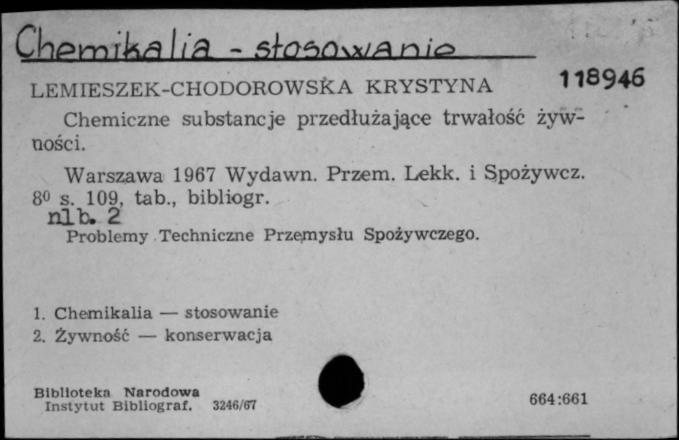 Chemikalia - stosowanie
118946
LEMIESZEK-CHODOROWSKA KRYSTYNA
Chemiczne substancje przedłużające trwałość żyw-
ności.
Warszawa 1967 Wydawn. Przem. Lekk. i Spożywcz.
8⁰ s. 109, tab., bibliogr.
nlb. 2
Problemy Techniczne Przemysłu Spożywczego.
1. Chemikalia — stosowanie
2. Żywność — konserwacja
Biblioteka Narodowa
Instytut Bibliograf. 3246/67
664:661